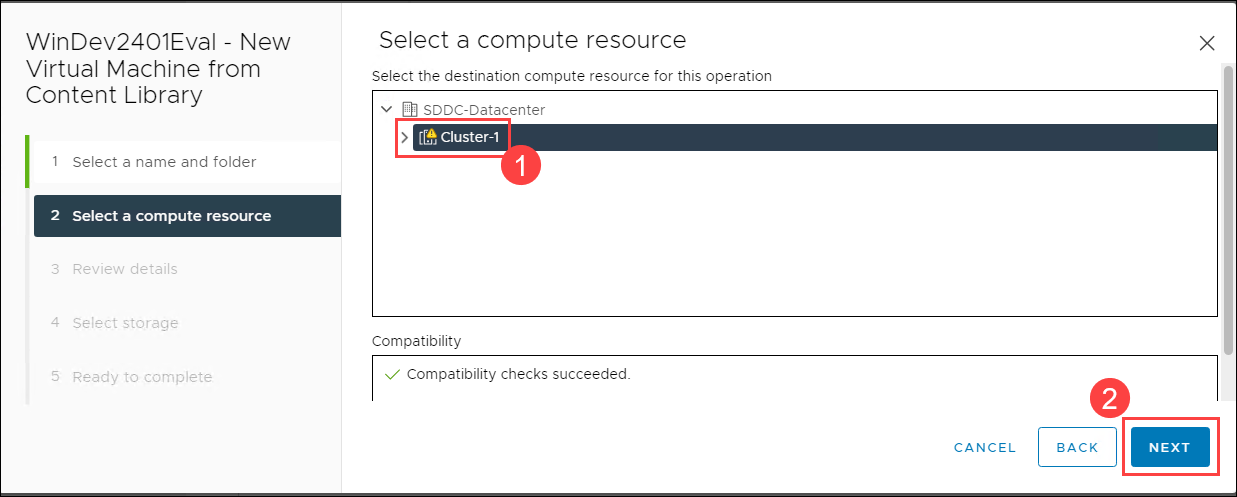 WinDev2401Eval - New
Virtual Machine from
Content Library
1 Select a name and folder
2 Select a compute resource
3 Review details
4 Select storage
5 Ready to complete
Select a compute resource
Select the destination compute resource for this operation
SDDC-Datacenter
Cluster-1
1
Compatibility
Compatibility checks succeeded.
2
CANCEL BACK NEXT